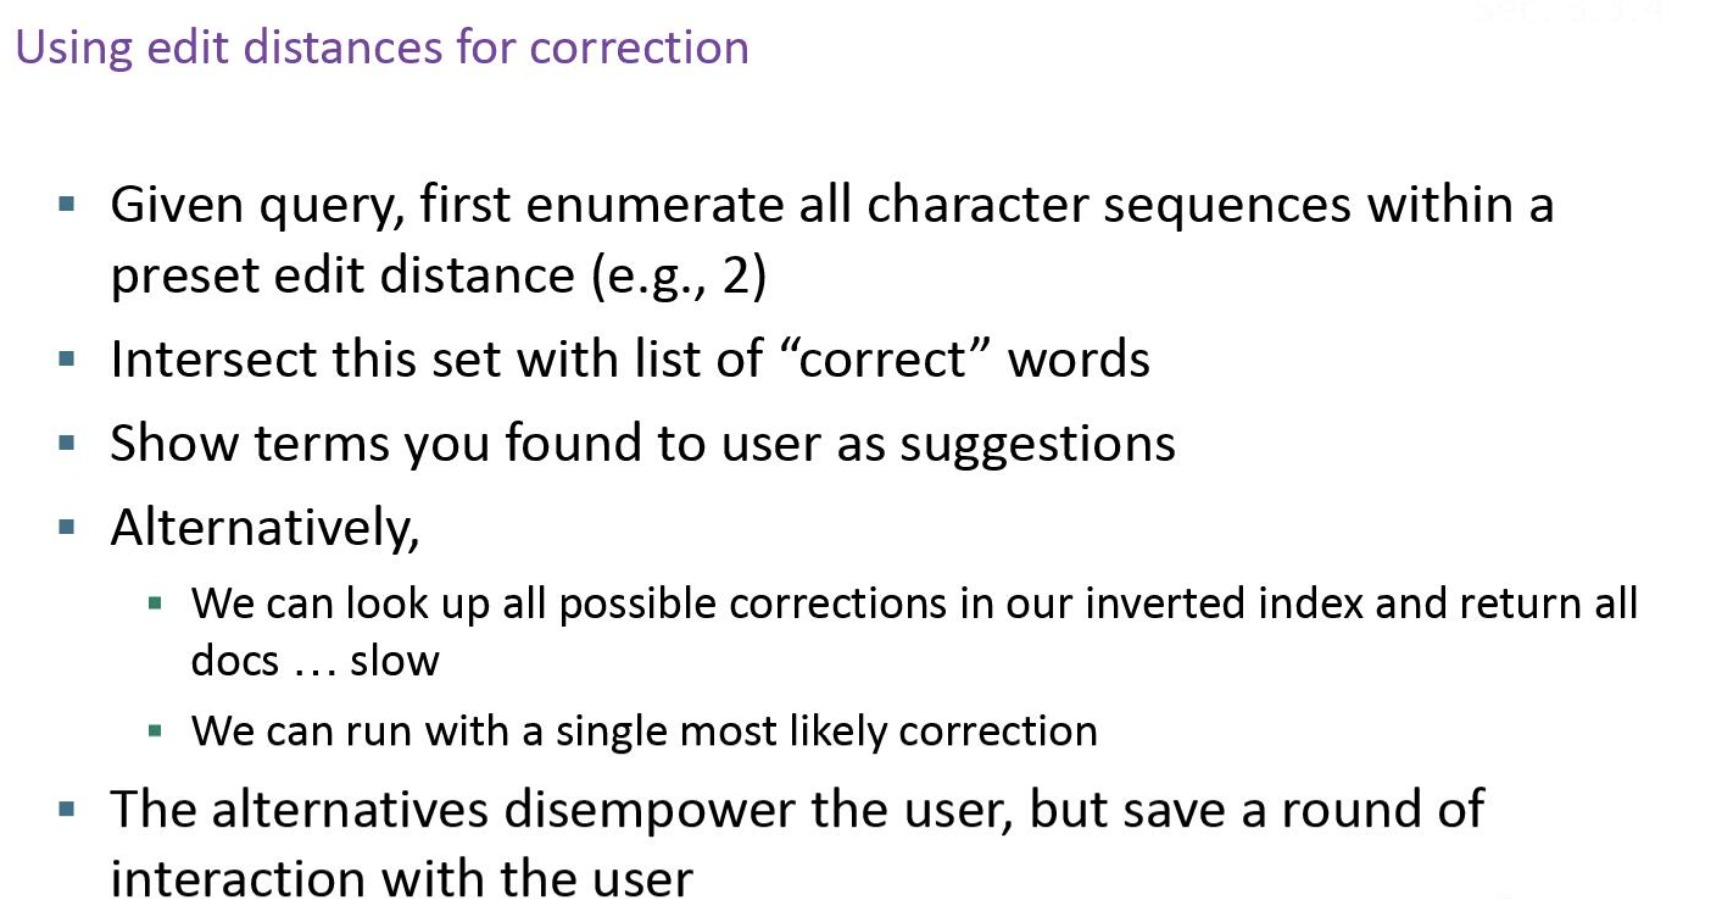 Sec. 3.3.4
Using edit distances for correction
▪ Given query, first enumerate all character sequences within a
preset edit distance (e.g., 2)
▪ Intersect this set with list of “correct” words
▪ Show terms you found to user as suggestions
▪ Alternatively,
▪ We can look up all possible corrections in our inverted index and return all
docs … slow
▪ We can run with a single most likely correction
▪ The alternatives disempower the user, but save a round of
interaction with the user